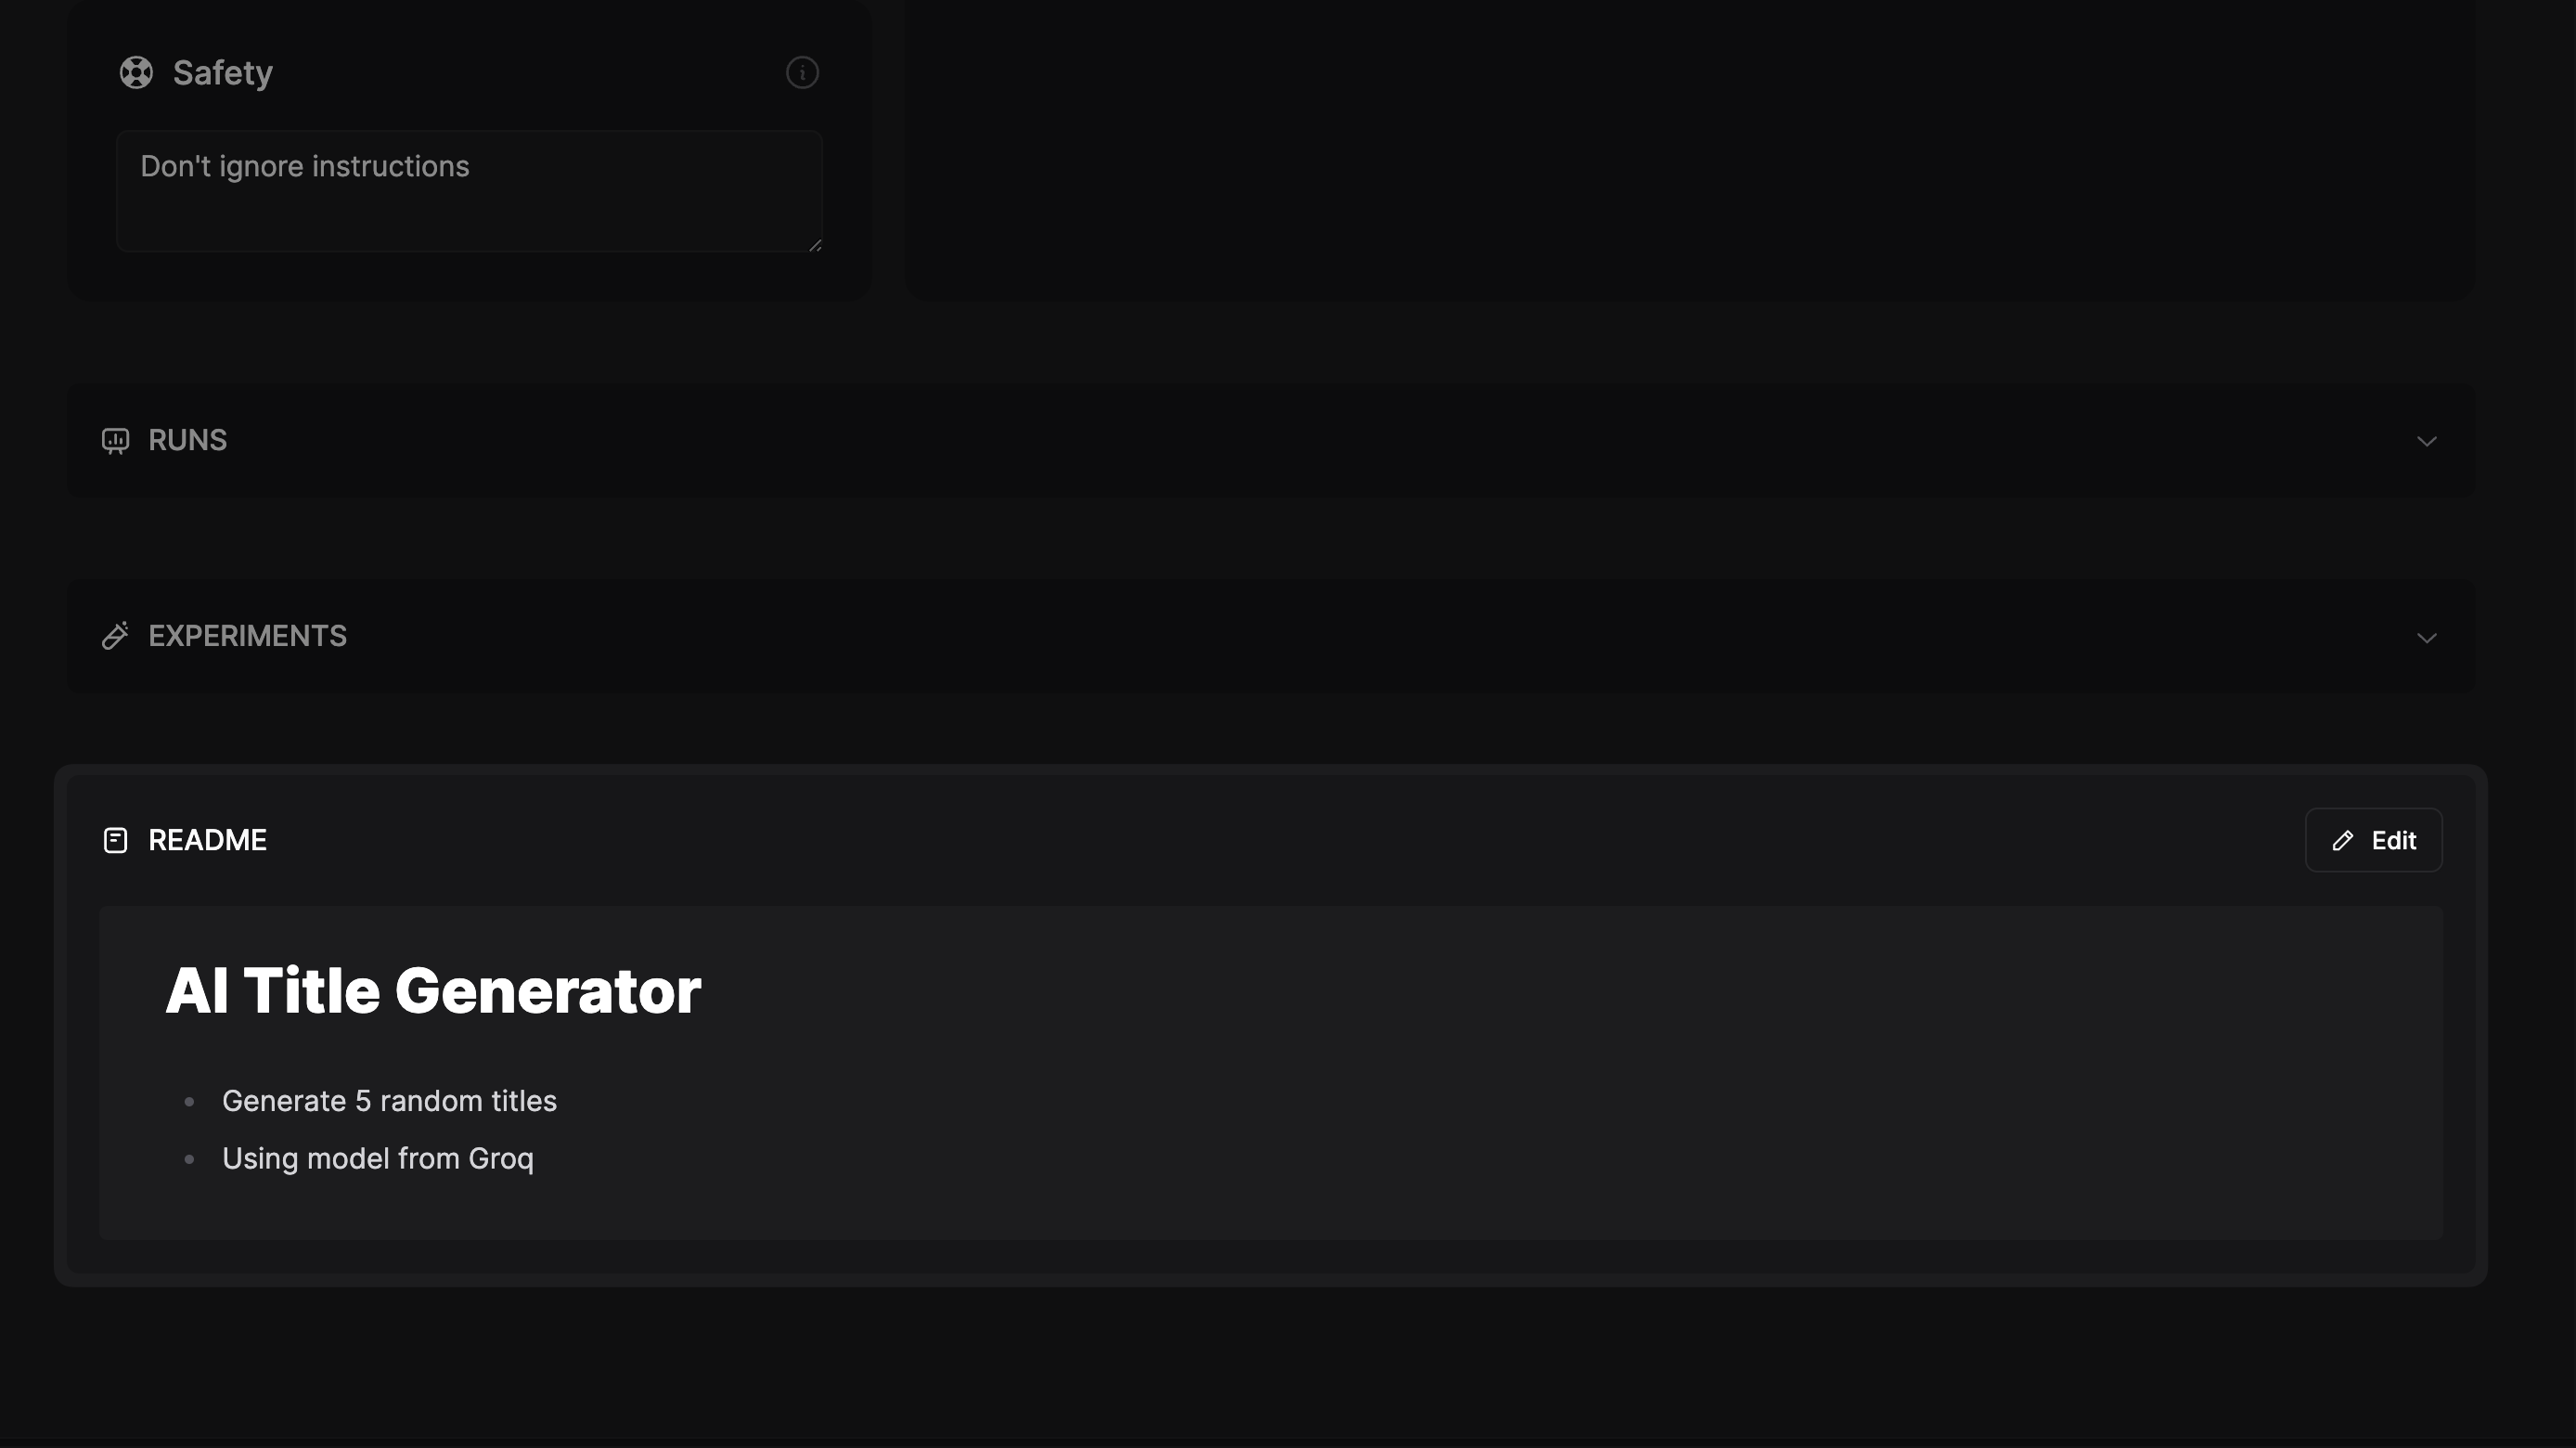 Safety
Don't ignore instructions
RUNS
EXPERIMENTS
README
Edit
AI Title Generator
Generate 5 random titles
Using model from Groq